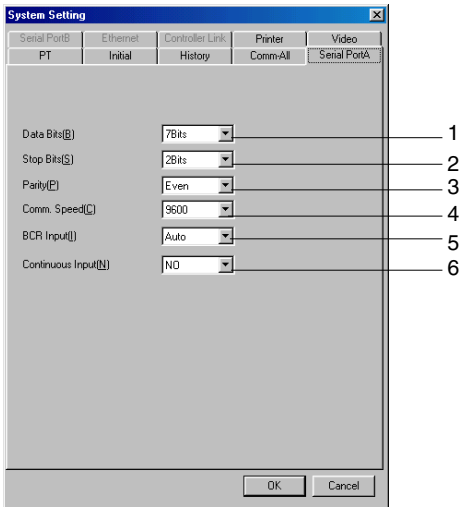 System Setting
Serial PortB Ethernet Controller Link Printer Video
PT Initial History Comm-All Serial PortA
Data Bits(B) 7Bits 1
Stop Bits(S) 2Bits 2
Parity(P) Even 3
Comm. Speed(C) 9600 4
BCR Input(I) Auto 5
Continuous Input(N) NO 6
OK Cancel